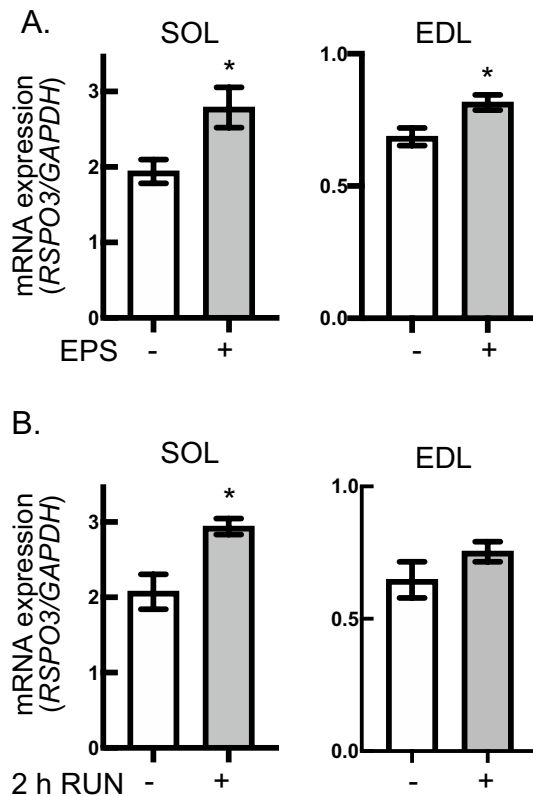 A.
SOL
EDL
mRNA expression
(RSPO3/GAPDH)
3
2
1
0
*
1.0
0.5
0.0
*
EPS - +
- +
B.
SOL
EDL
mRNA expression
(RSPO3/GAPDH)
3
2
1
0
*
1.0
0.5
0.0
2 h RUN - +
- +